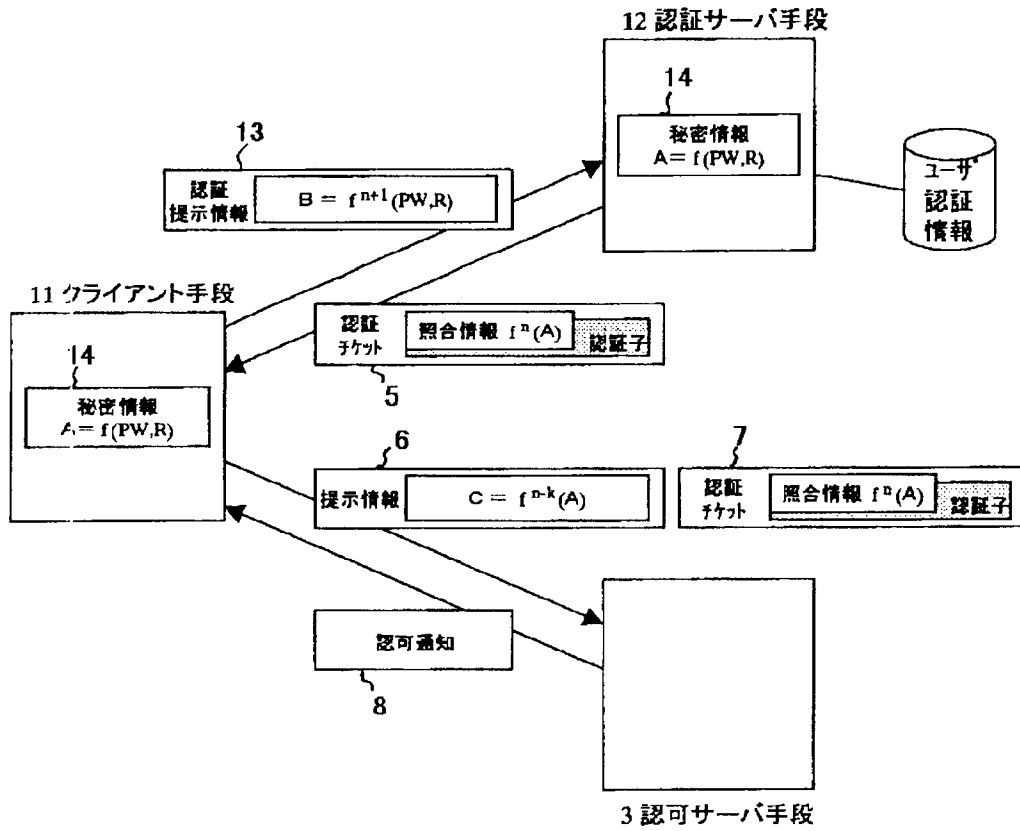 12 認証サーバ手段
14
秘密情報
A = f(PW,R)
ユーザ
認証
情報
13
認証
提示情報
B = f^{n+1}(PW,R)
11 クライアント手段
14
秘密情報
A = f(PW,R)
認証
チケット
照合情報 f^n(A)
認証子
5
6
提示情報
C = f^{n-k}(A)
7
認証
チケット
照合情報 f^n(A)
認証子
認可通知
8
3 認可サーバ手段